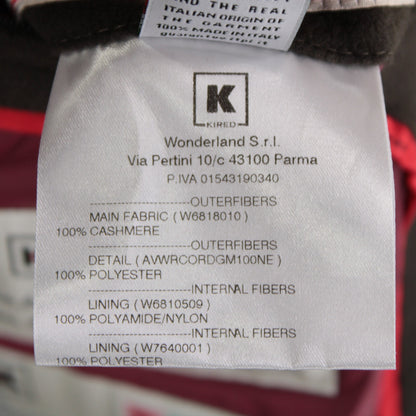 AND THE REAL
ITALIAN ORIGIN OF
THE GARMENT
100% MADE IN ITALY
K
KIRED
Wonderland S.r.l.
Via Pertini 10/c 43100 Parma
P.IVA 01543190340
------------------------OUTERFIBERS
MAIN FABRIC (W6818010)
100% CASHMERE
------------------------OUTERFIBERS
DETAIL (AVWRCORDGM100NE)
100% POLYESTER
------------------------INTERNAL FIBERS
LINING (W6810509)
100% POLYAMIDE/NYLON
------------------------INTERNAL FIBERS
LINING (W7640001)
100% POLYESTER